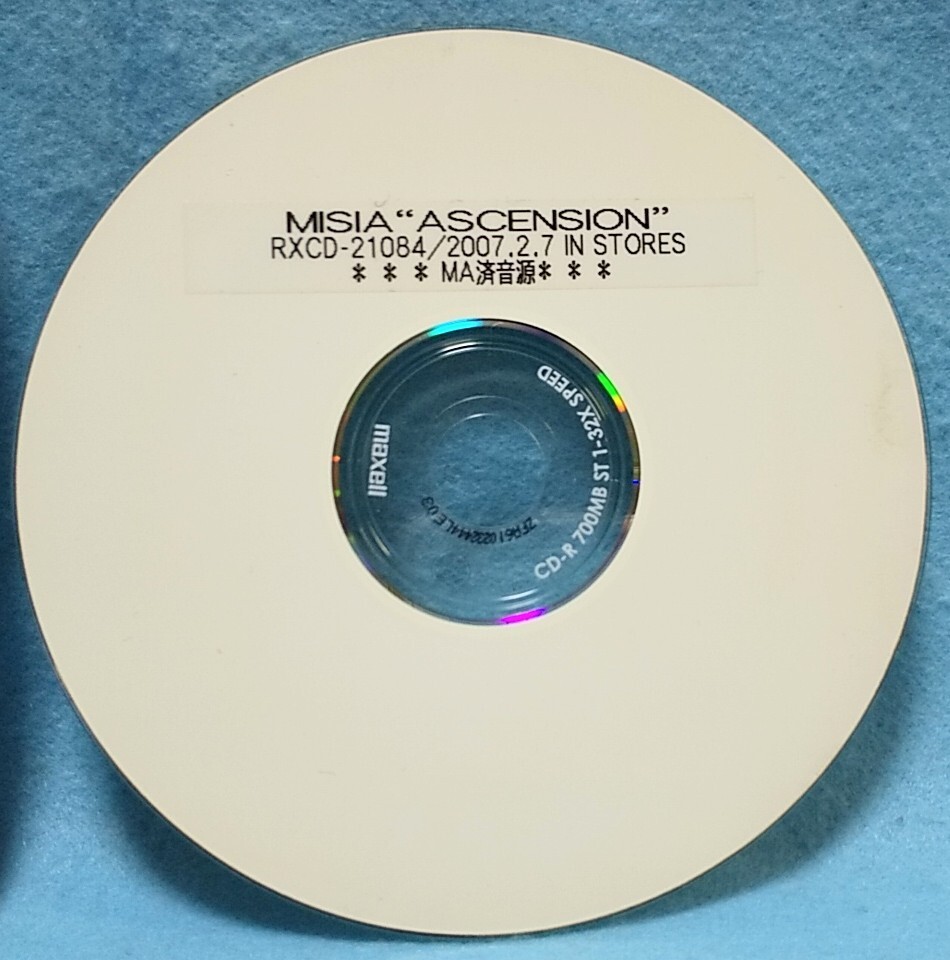 MISIA“ASCENSION”
RXCD-21084/2007.2.7 IN STORES
＊＊＊MA済音源＊＊＊
maxell
CD-R 700MB ST 1-32X SPEED